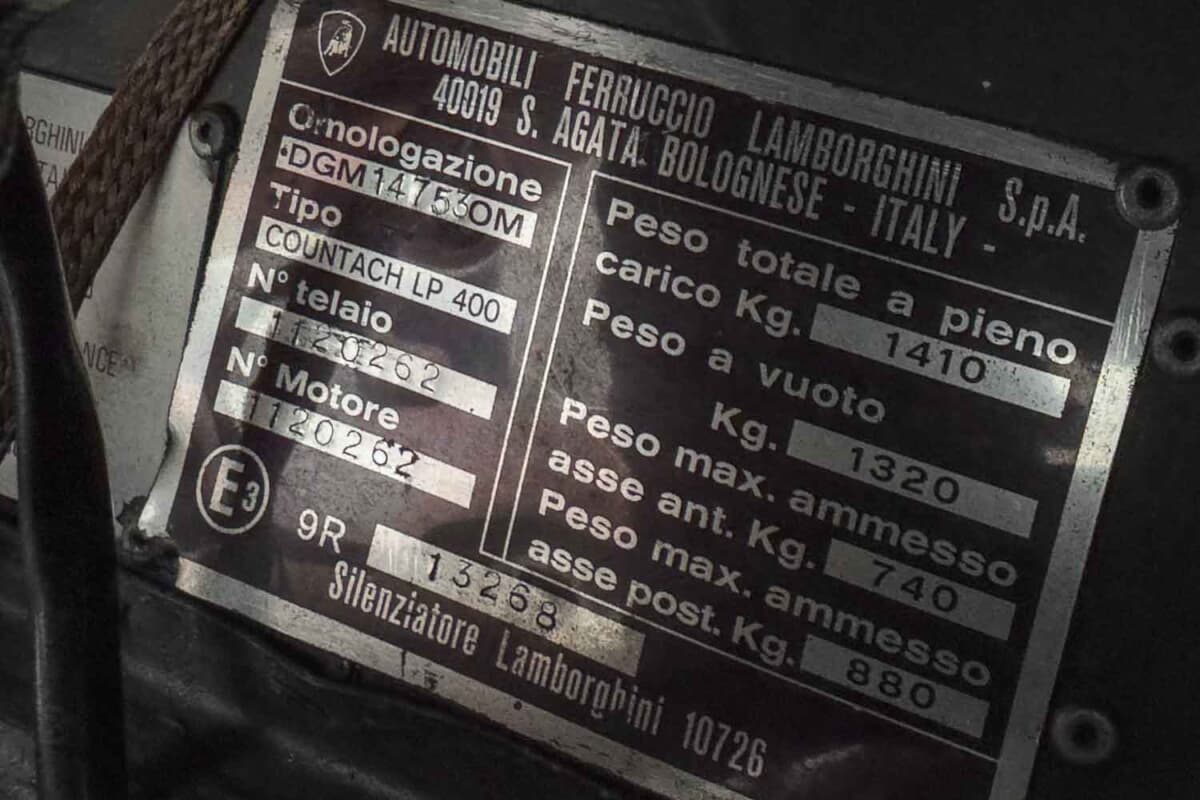 AUTOMOBILI FERRUCCIO LAMBORGHINI S.p.A.
40019 S. AGATA BOLOGNESE - ITALY -
Omologazione
DGM14753OM
Tipo
COUNTACH LP 400
N° telaio
1120262
N° Motore
1120262
E3
9R 13268
Silenziatore Lamborghini 10726
Peso totale a pieno
carico Kg. 1410
Peso a vuoto
Kg. 1320
Peso max. ammesso
asse ant. Kg. 740
Peso max. ammesso
asse post. Kg. 880